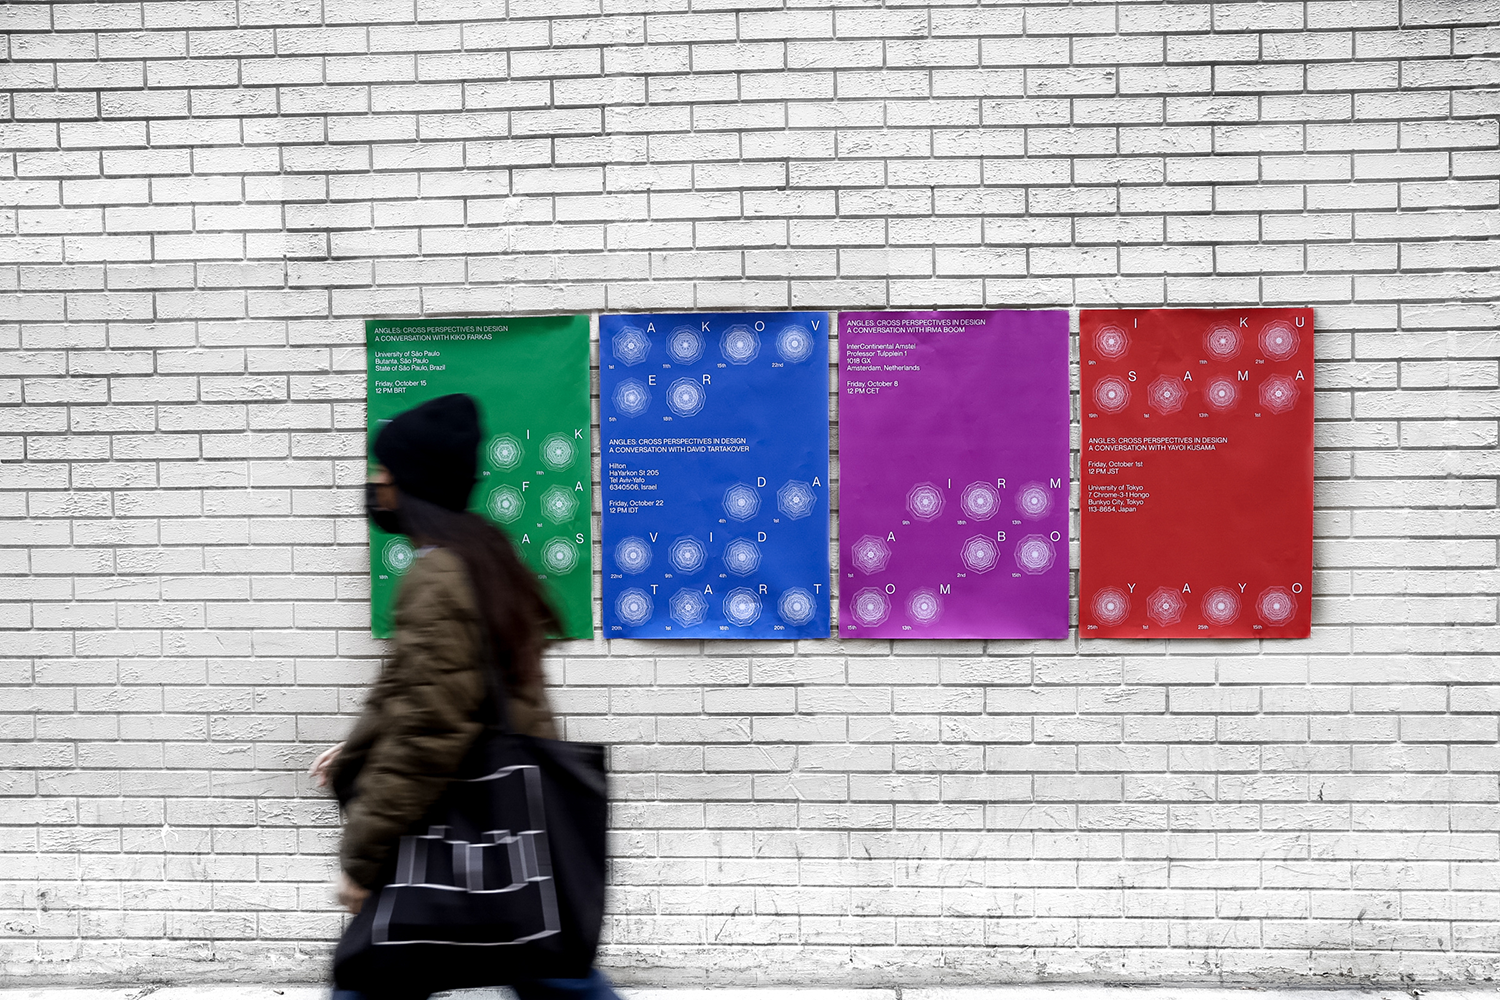 ANGLES: CROSS PERSPECTIVES IN DESIGN
A CONVERSATION WITH KIKO FARKAS
University of São Paulo
Butanta, São Paulo
State of São Paulo, Brazil
Friday, October 15
12 PM BRT
I K
9th 11th
F A
1st
A S
18th
A K O V
1st 11th 15th 22nd
E R
5th 18th
ANGLES: CROSS PERSPECTIVES IN DESIGN
A CONVERSATION WITH DAVID TARTAKOVER
Hilton
HaYarkon St 205
Tel Aviv-Yafo
6340506, Israel
Friday, October 22
12 PM IDT
D A
4th 1st
V I D
22nd 9th 4th
T A R T
20th 1st 18th 20th
ANGLES: CROSS PERSPECTIVES IN DESIGN
A CONVERSATION WITH IRMA BOOM
InterContinental Amstel
Professor Tulpplein 1
1018 GX
Amsterdam, Netherlands
Friday, October 8
12 PM CET
I R M
9th 18th 13th
A B O
1st 2nd 15th
O M
15th 13th
I K U
9th 11th 21st
S A M A
19th 1st 13th 1st
ANGLES: CROSS PERSPECTIVES IN DESIGN
A CONVERSATION WITH YAYOI KUSAMA
Friday, October 1st
12 PM JST
University of Tokyo
7 Chrome-3-1 Hongo
Bunkyo City, Tokyo
113-8654, Japan
Y A Y O
25th 1st 25th 15th